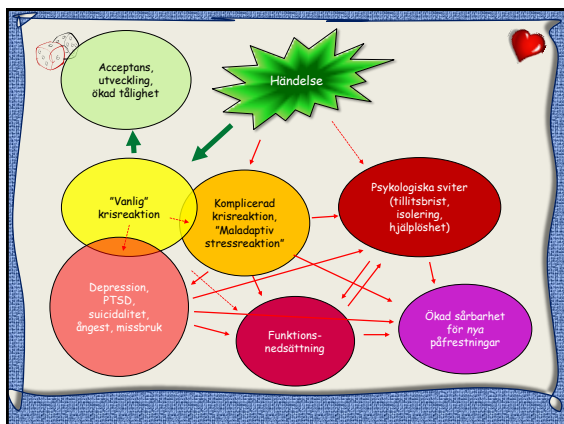 Acceptans,
utveckling,
ökad tålighet
Händelse
"Vanlig"
krisreaktion
Komplicerad
krisreaktion,
"Maladaptiv
stressreaktion"
Psykologiska sviter
(tillitsbrist,
isolering,
hjälplöshet)
Depression,
PTSD,
suicidalitet,
ångest, missbruk
Funktions-
nedsättning
Ökad sårbarhet
för nya
påfrestningar